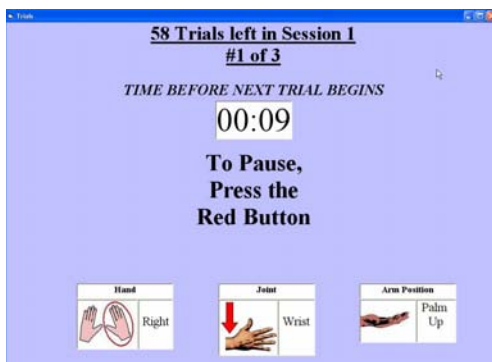 Trials
58 Trials left in Session 1
#1 of 3
TIME BEFORE NEXT TRIAL BEGINS
00:09
To Pause,
Press the
Red Button
Hand
Right
Joint
Wrist
Arm Position
Palm
Up